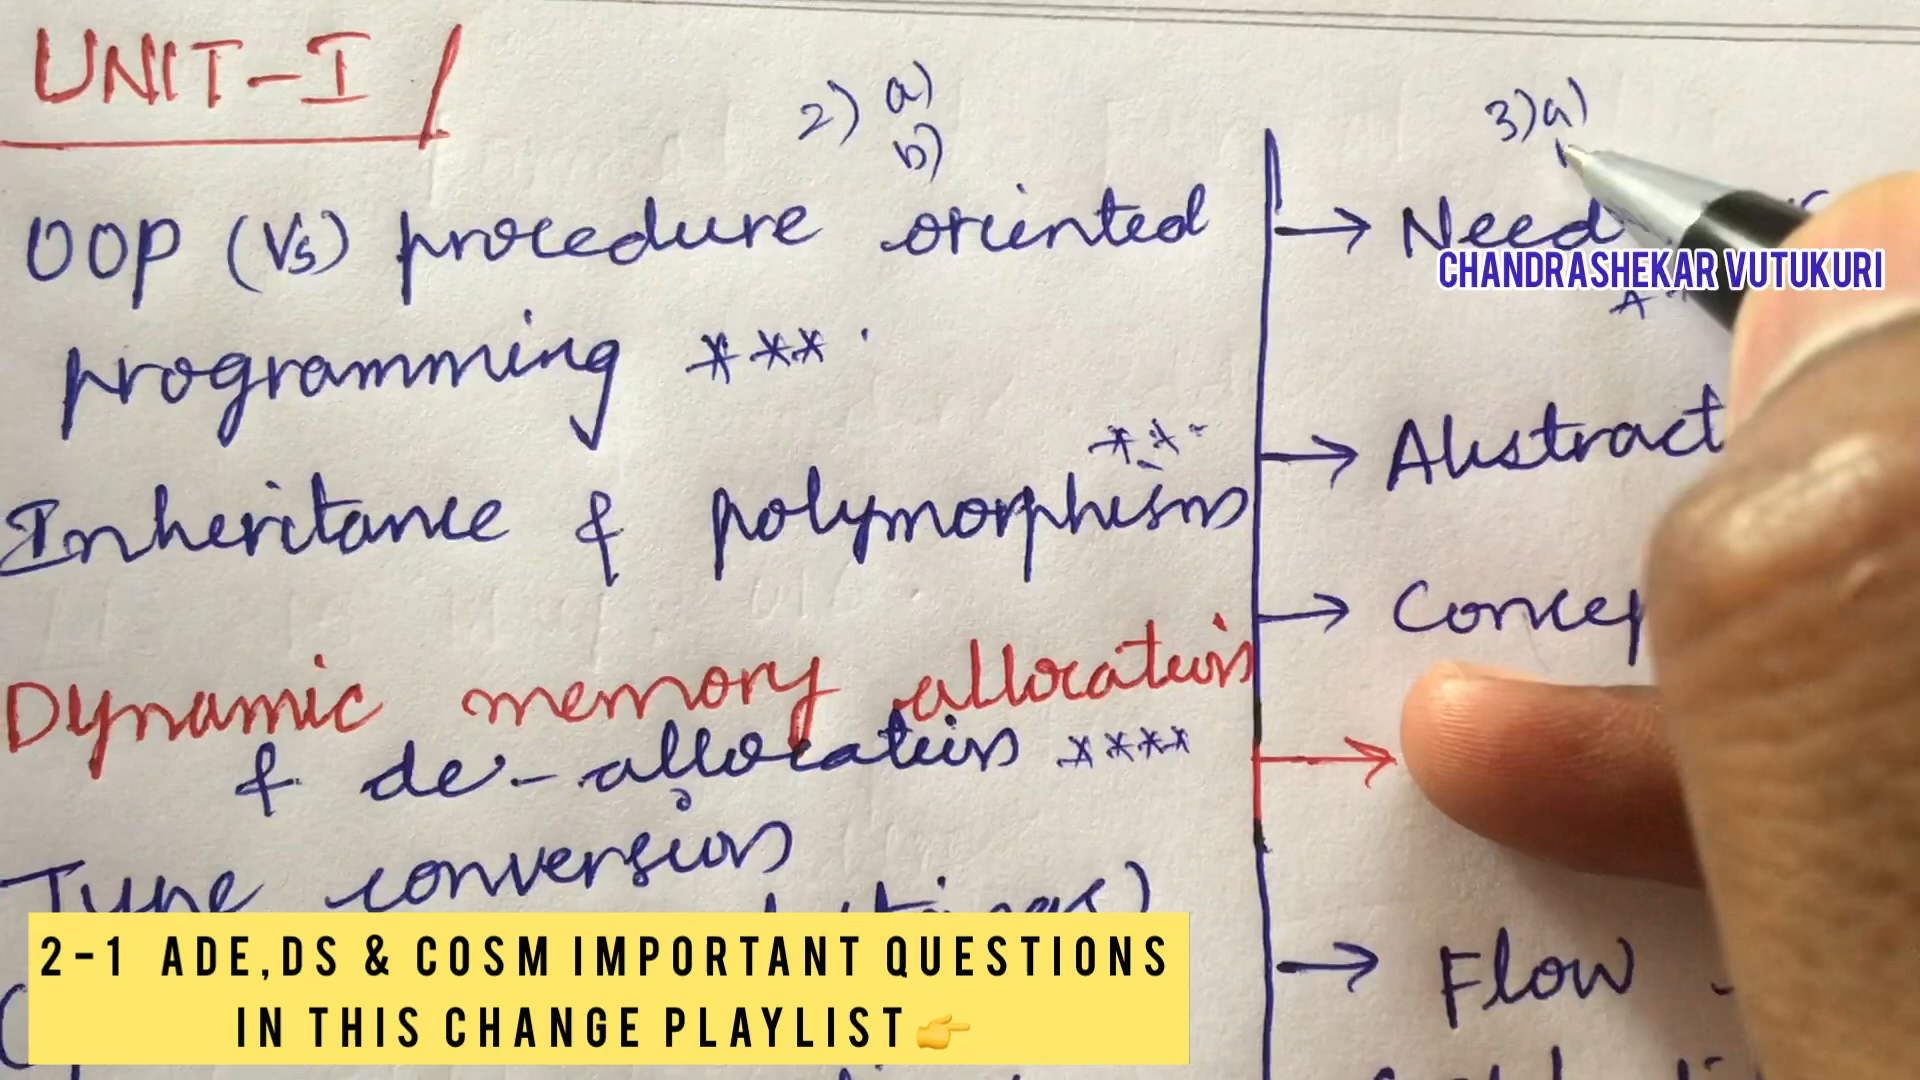 UNIT-I
2) a)
b)
3) a)
OOP (Vs) procedure oriented
programming ***
Inheritance & polymorphism
**
Dynamic memory allocation
& de-allocation ****
Type conversion
→ Need
CHANDRASHEKAR VUTUKURI
→ Abstract
→ Concep
→ Flow
2-1 ADE,DS & COSM IMPORTANT QUESTIONS
IN THIS CHANGE PLAYLIST👉